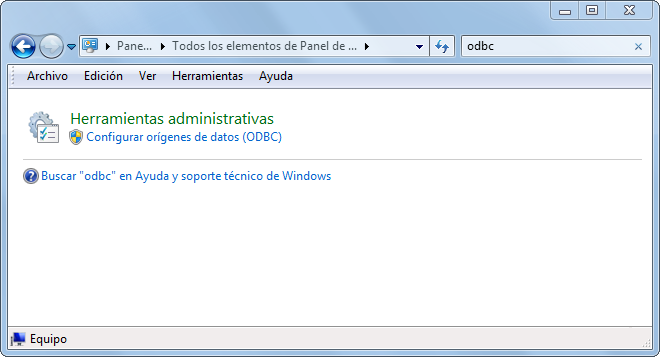 Pane... Todos los elementos de Panel de ... odbc
Archivo Edición Ver Herramientas Ayuda
Herramientas administrativas
Configurar orígenes de datos (ODBC)
Buscar "odbc" en Ayuda y soporte técnico de Windows
Equipo